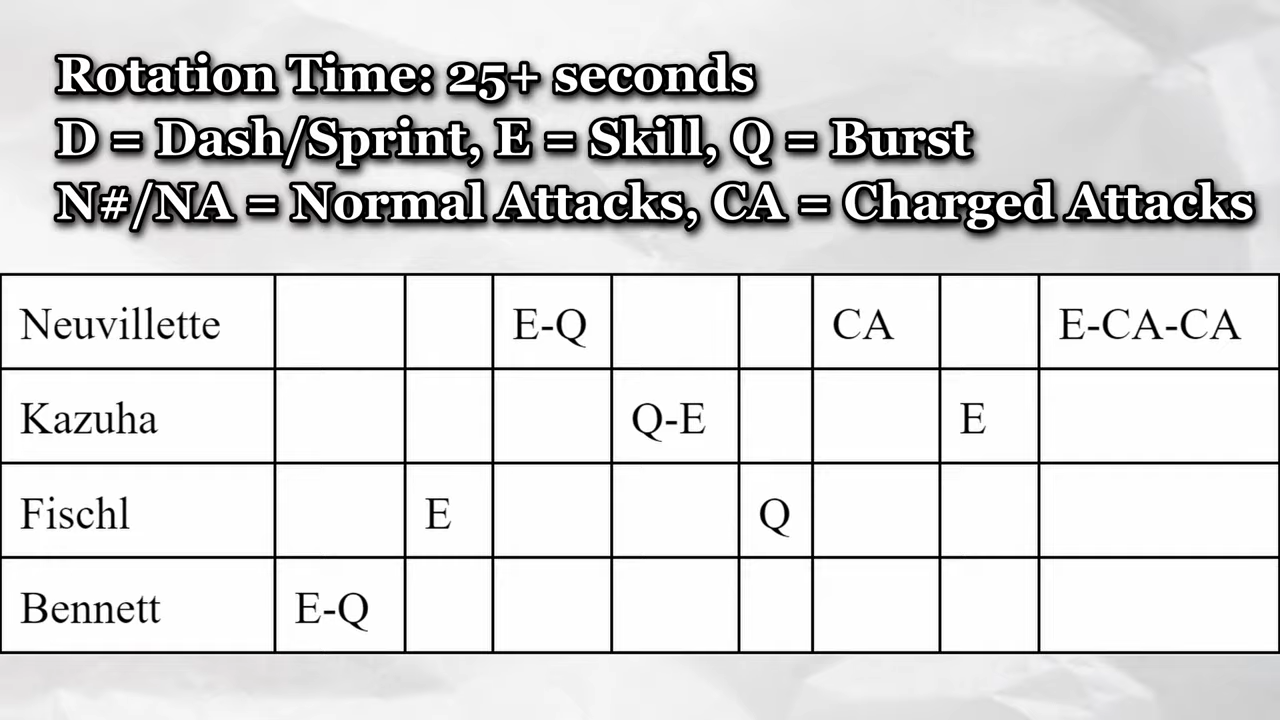 Rotation Time: 25+ seconds
D = Dash/Sprint, E = Skill, Q = Burst
N#/NA = Normal Attacks, CA = Charged Attacks
Neuvillette E-Q CA E-CA-CA
Kazuha Q-E E
Fischl E Q
Bennett E-Q